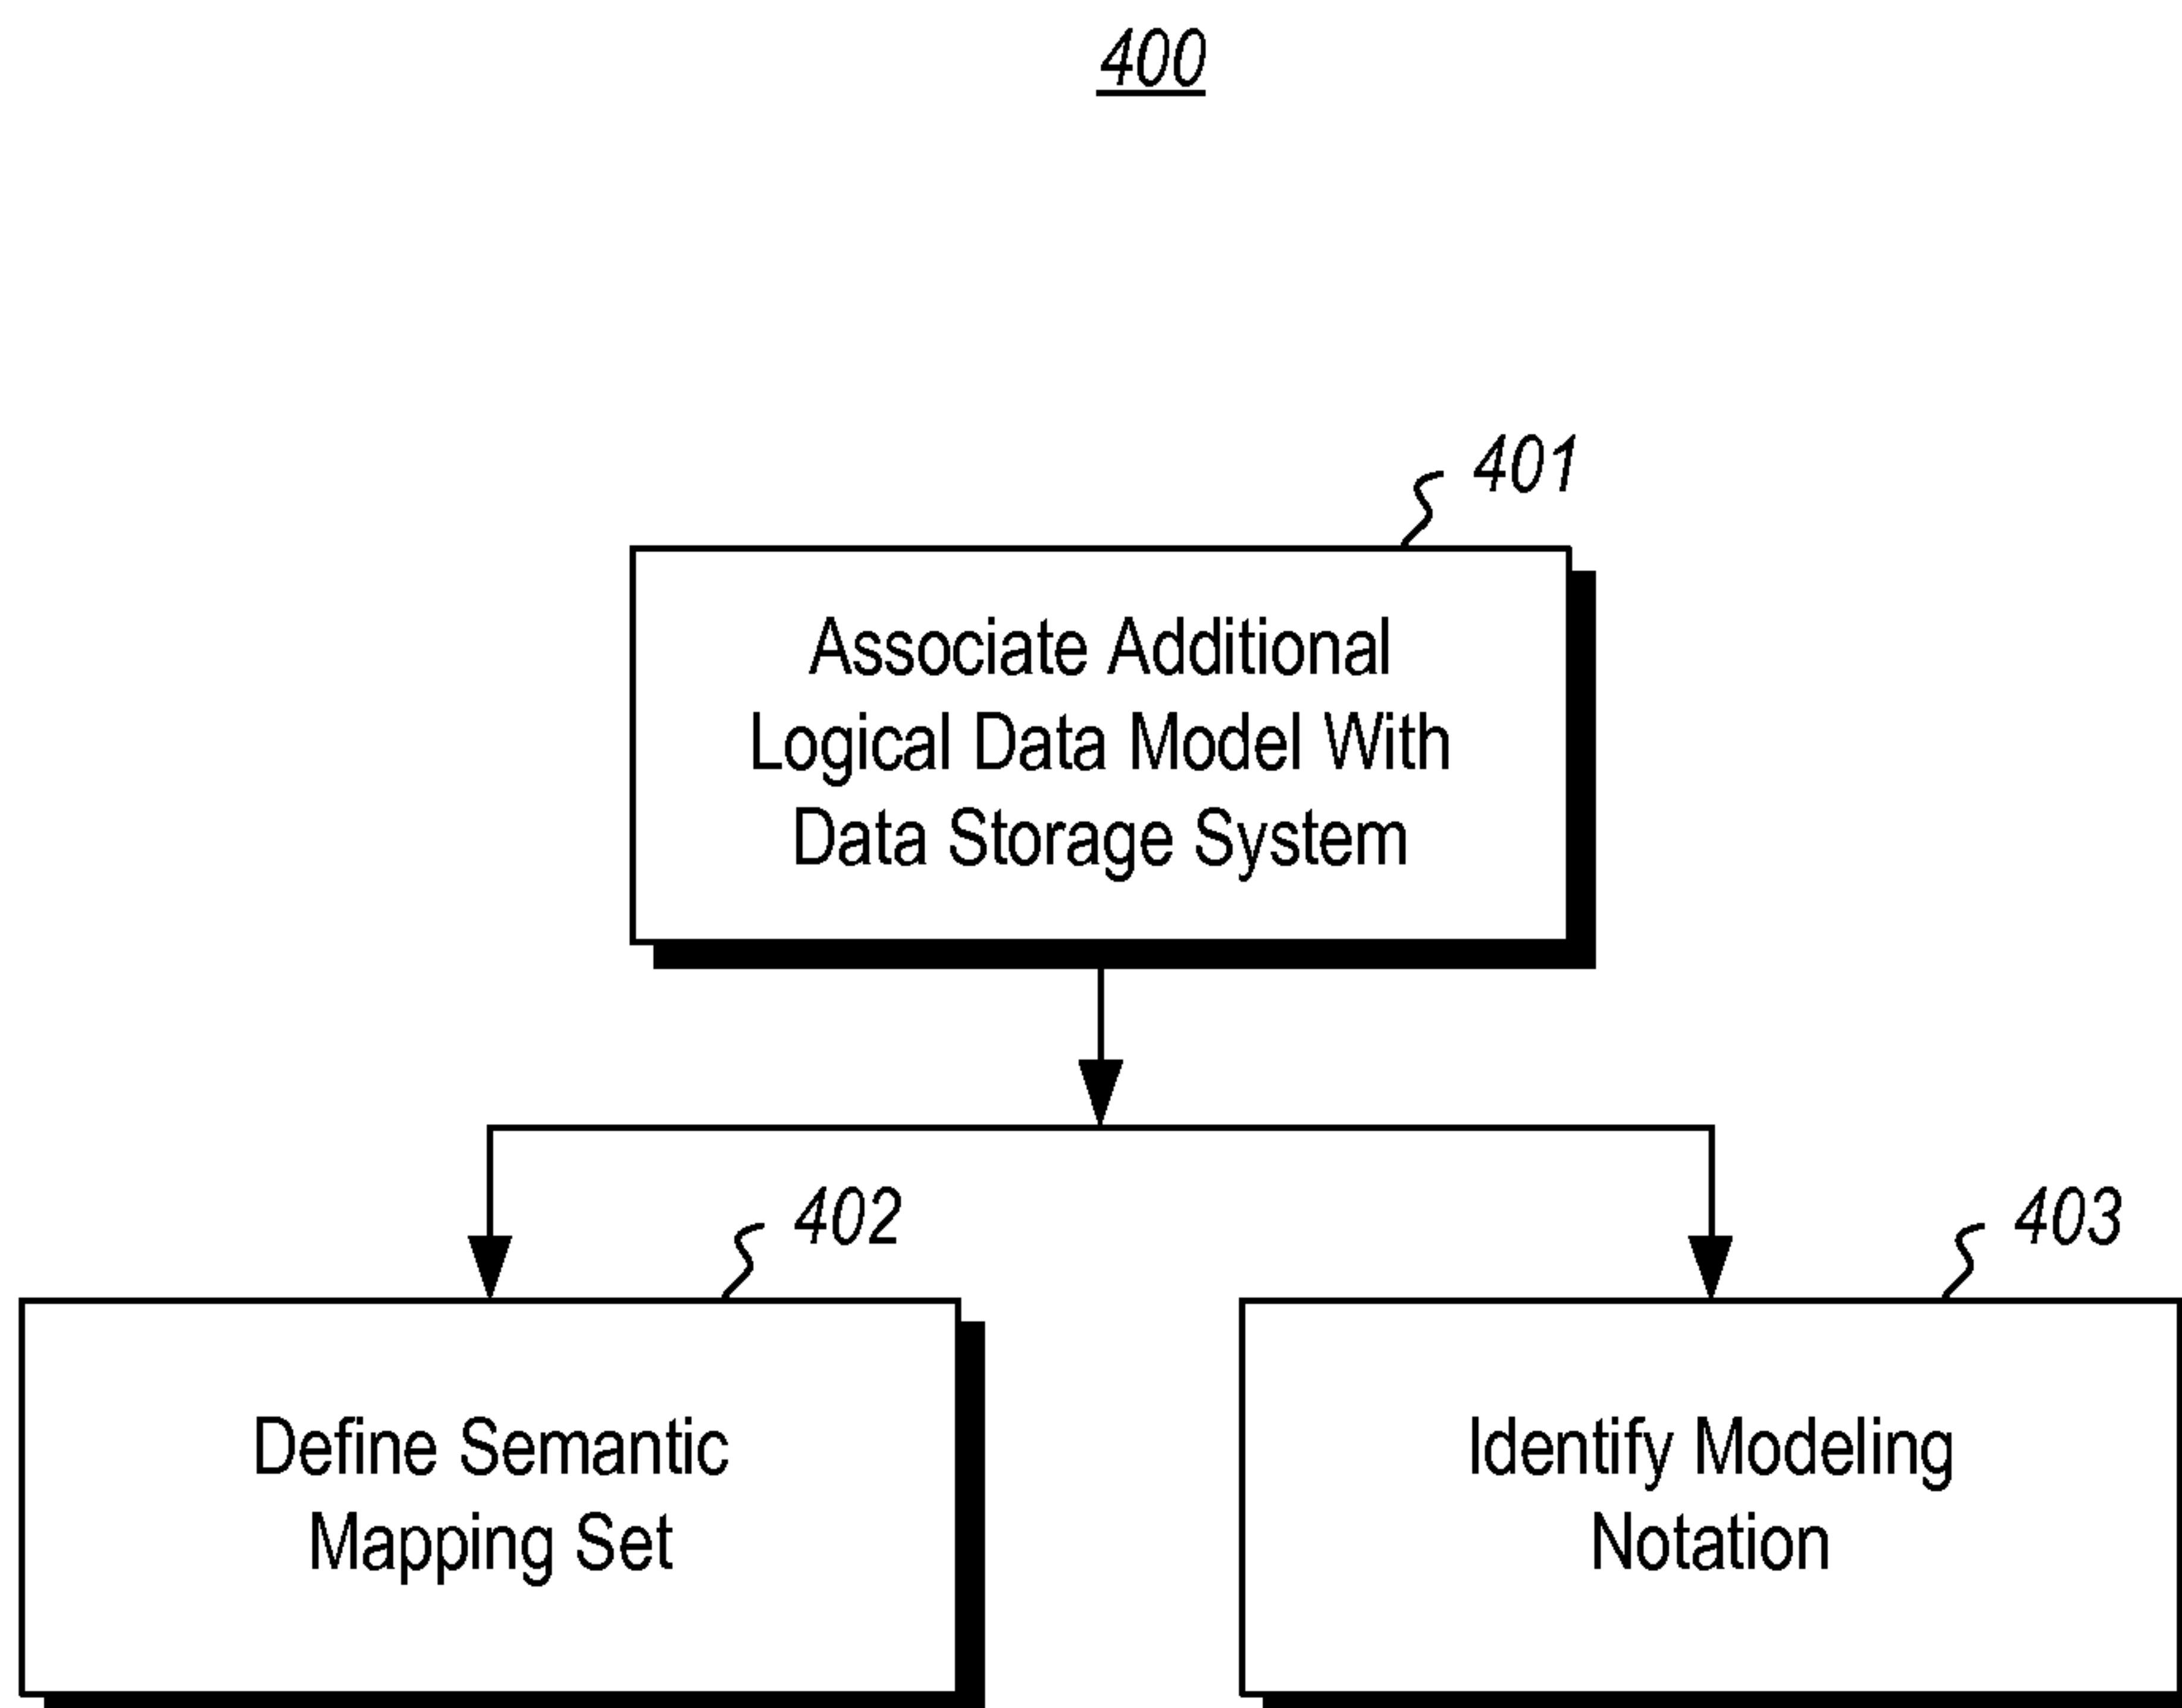 400
401
Associate Additional
Logical Data Model With
Data Storage System
402
Define Semantic
Mapping Set
403
Identify Modeling
Notation